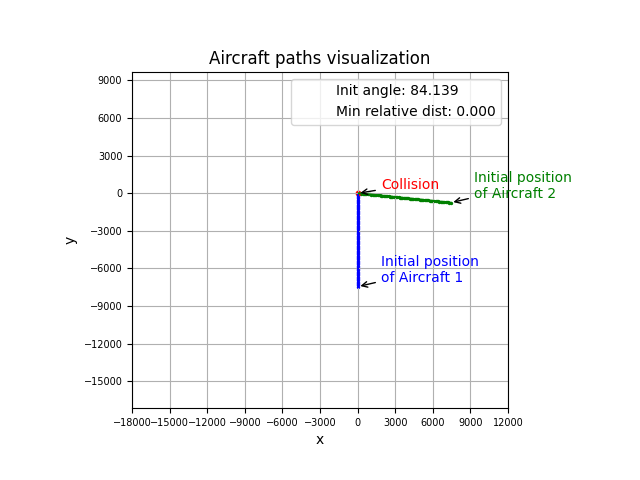 Aircraft paths visualization
Init angle: 84.139
Min relative dist: 0.000
9000
6000
3000
0
−3000
−6000
−9000
−12000
−15000
y
Collision
Initial position
of Aircraft 2
Initial position
of Aircraft 1
−18000 −15000 −12000 −9000 −6000 −3000 0 3000 6000 9000 12000
x